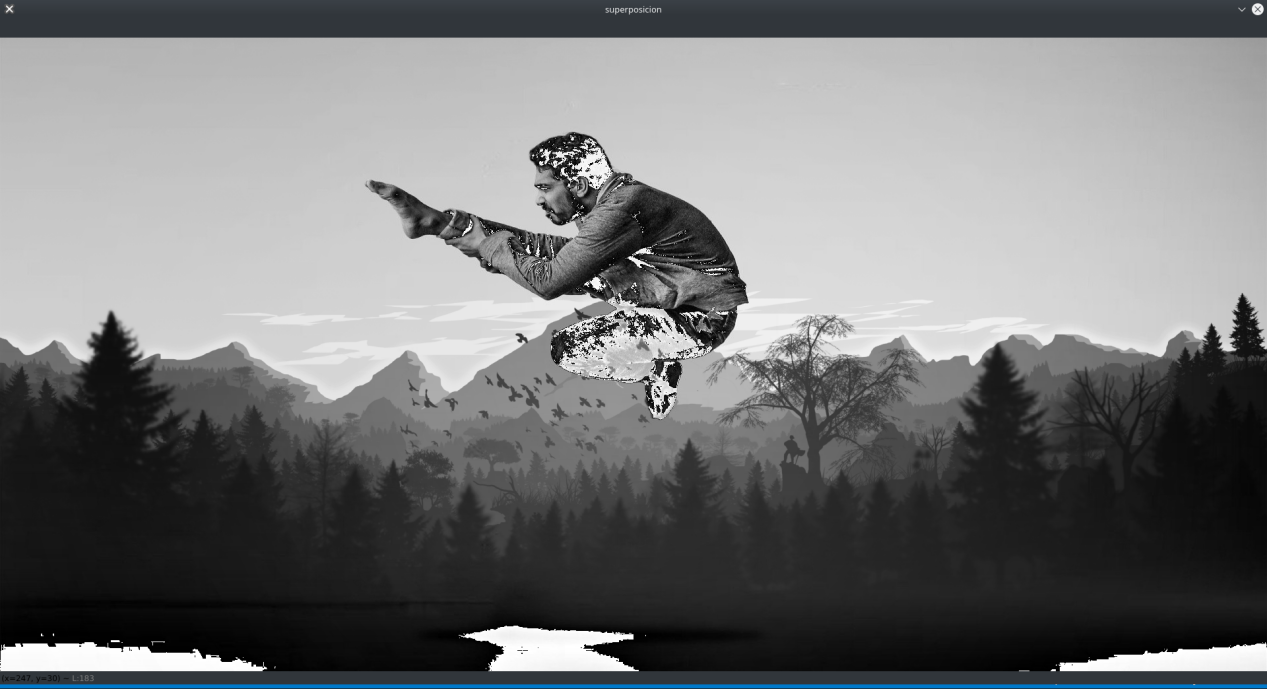 superposicion
(x=247, y=30) ~ L:183